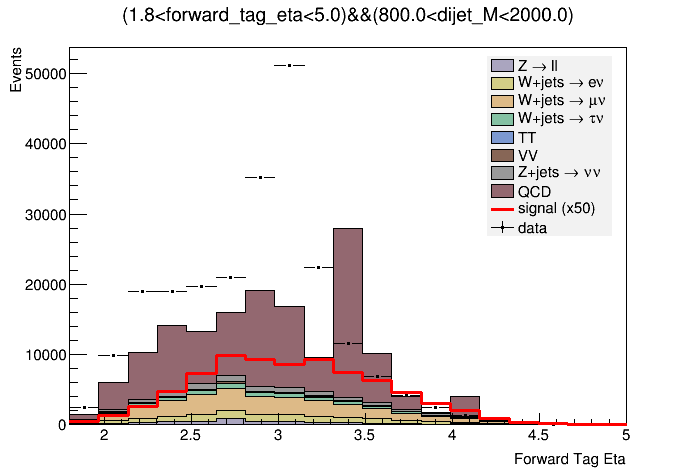 (1.8<forward_tag_eta<5.0)&&(800.0<dijet_M<2000.0)
Events
50000
40000
30000
20000
10000
0
Z → ll
W+jets → eν
W+jets → μν
W+jets → τν
TT
VV
Z+jets → νν
QCD
signal (x50)
data
2 2.5 3 3.5 4 4.5 5
Forward Tag Eta